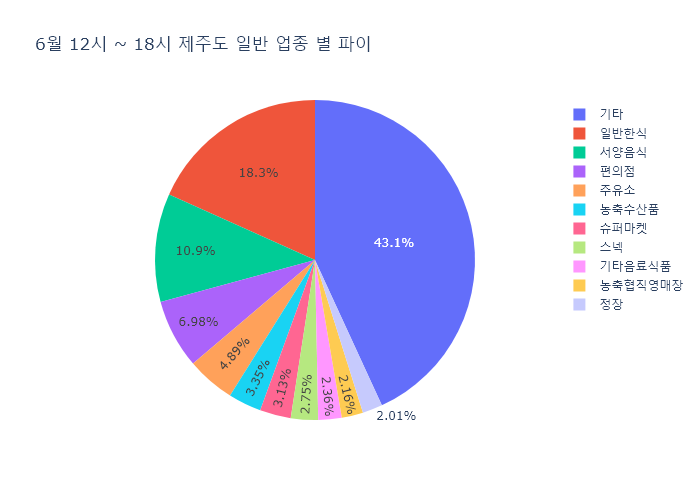 6월 12시 ~ 18시 제주도 일반 업종 별 파이
43.1%
18.3%
10.9%
6.98%
4.89%
3.35%
3.13%
2.75%
2.36%
2.16%
2.01%
기타
일반한식
서양음식
편의점
주유소
농축수산품
슈퍼마켓
스넥
기타음료식품
농축협직영매장
정장